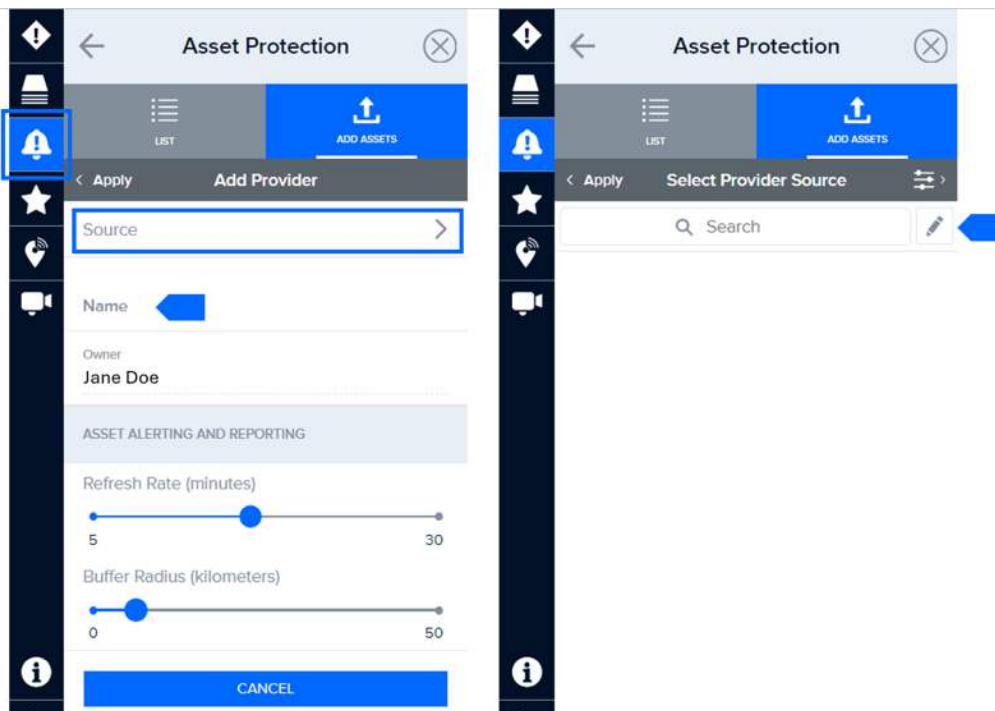 Asset Protection
LIST
ADD ASSETS
< Apply
Add Provider
Source
Name
Owner
Jane Doe
ASSET ALERTING AND REPORTING
Refresh Rate (minutes)
5 30
Buffer Radius (kilometers)
0 50
CANCEL
Asset Protection
LIST
ADD ASSETS
< Apply
Select Provider Source
Search